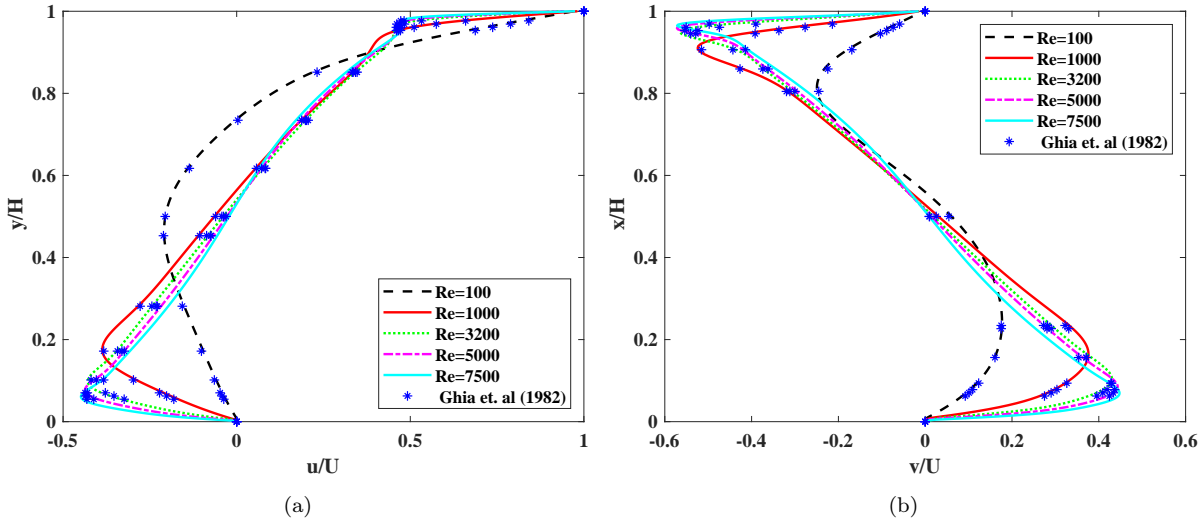 1
0.8
0.6
0.4
0.2
0
y/H
-0.5
0
0.5
1
u/U
Re=100
Re=1000
Re=3200
Re=5000
Re=7500
Ghia et. al (1982)
(a)
1
0.8
0.6
0.4
0.2
0
x/H
-0.6
-0.4
-0.2
0
0.2
0.4
0.6
v/U
Re=100
Re=1000
Re=3200
Re=5000
Re=7500
Ghia et. al (1982)
(b)